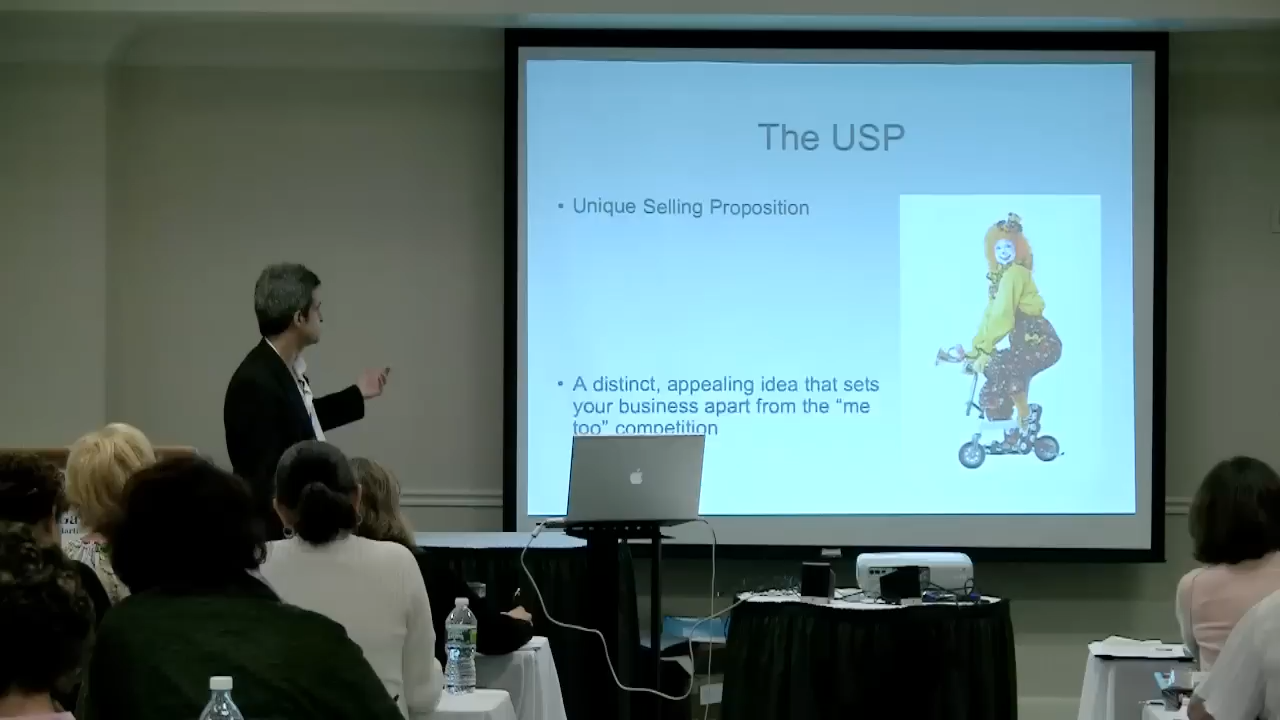 The USP
• Unique Selling Proposition
• A distinct, appealing idea that sets
your business apart from the “me
too” competition